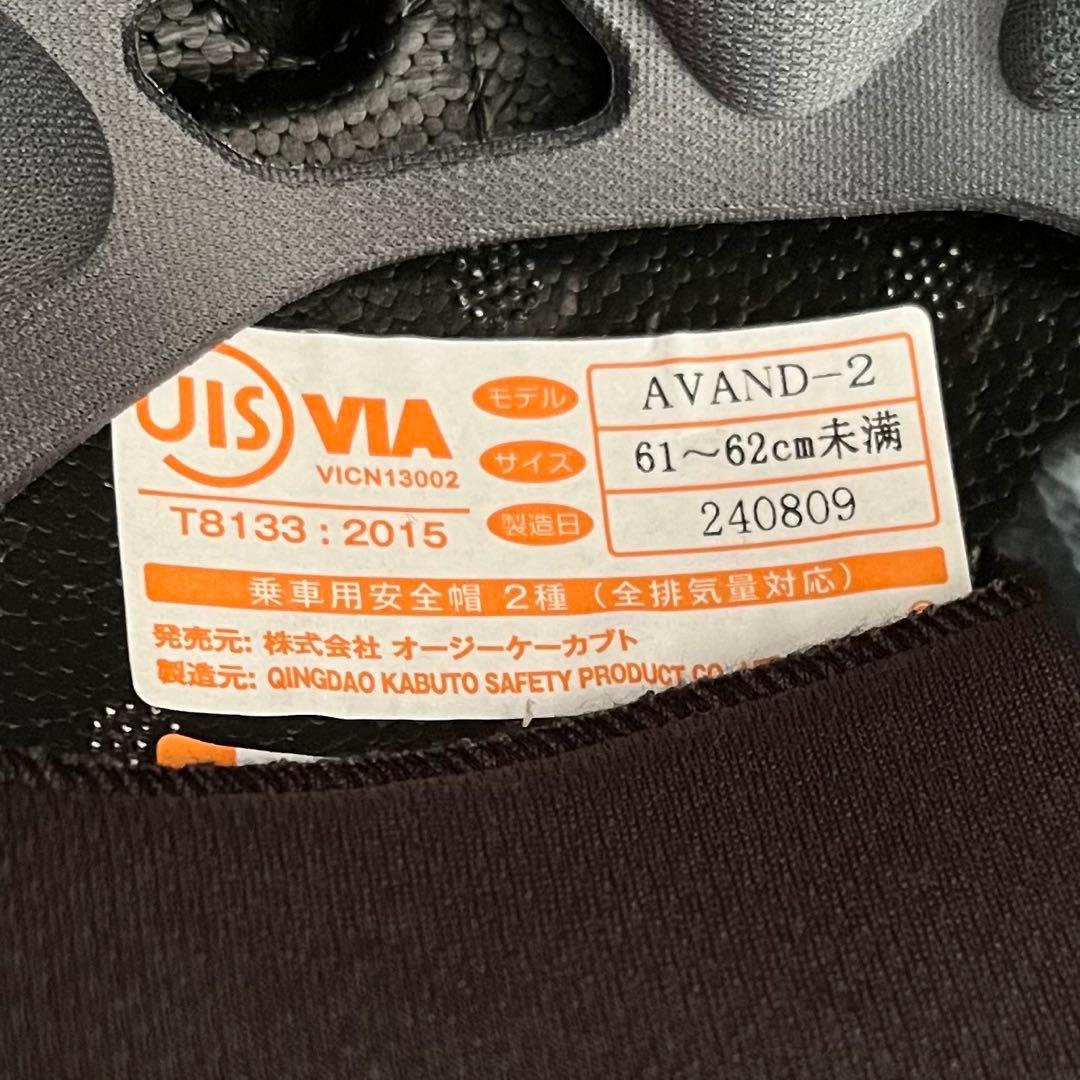 JIS VIA
VICN13002
T8133 : 2015
モデル AVAND-2
サイズ 61～62cm未満
製造日 240809
乗車用安全帽 2種 (全排気量対応)
発売元: 株式会社 オージーケーカブト
製造元: QINGDAO KABUTO SAFETY PRODUCT CO.